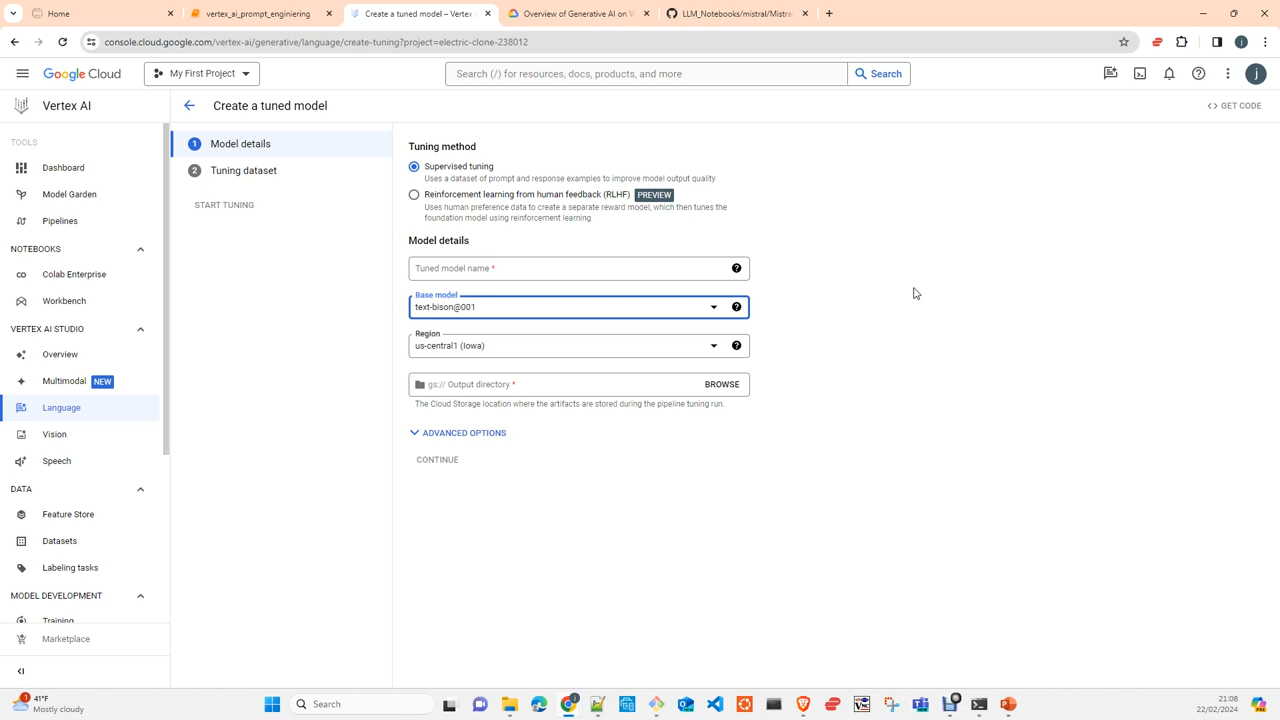 Home
vertex_ai_prompt_enginiering
Create a tuned model – Vertex
Overview of Generative AI on V
LLM_Notebooks/mistral/Mistral
console.cloud.google.com/vertex-ai/generative/language/create-tuning?project=electric-clone-238012
j
Google Cloud
My First Project
Search (/) for resources, docs, products, and more
Search
j
Vertex AI
Create a tuned model
GET CODE
TOOLS
Dashboard
Model Garden
Pipelines
NOTEBOOKS
Colab Enterprise
Workbench
VERTEX AI STUDIO
Overview
Multimodal NEW
Language
Vision
Speech
DATA
Feature Store
Datasets
Labeling tasks
MODEL DEVELOPMENT
Training
Marketplace
1 Model details
2 Tuning dataset
START TUNING
Tuning method
Supervised tuning
Uses a dataset of prompt and response examples to improve model output quality
Reinforcement learning from human feedback (RLHF) PREVIEW
Uses human preference data to create a separate reward model, which then tunes the
foundation model using reinforcement learning
Model details
Tuned model name *
Base model
text-bison@001
Region
us-central1 (Iowa)
gs:// Output directory * BROWSE
The Cloud Storage location where the artifacts are stored during the pipeline tuning run.
ADVANCED OPTIONS
CONTINUE
1
41°F
Mostly cloudy
Search
21:08
22/02/2024